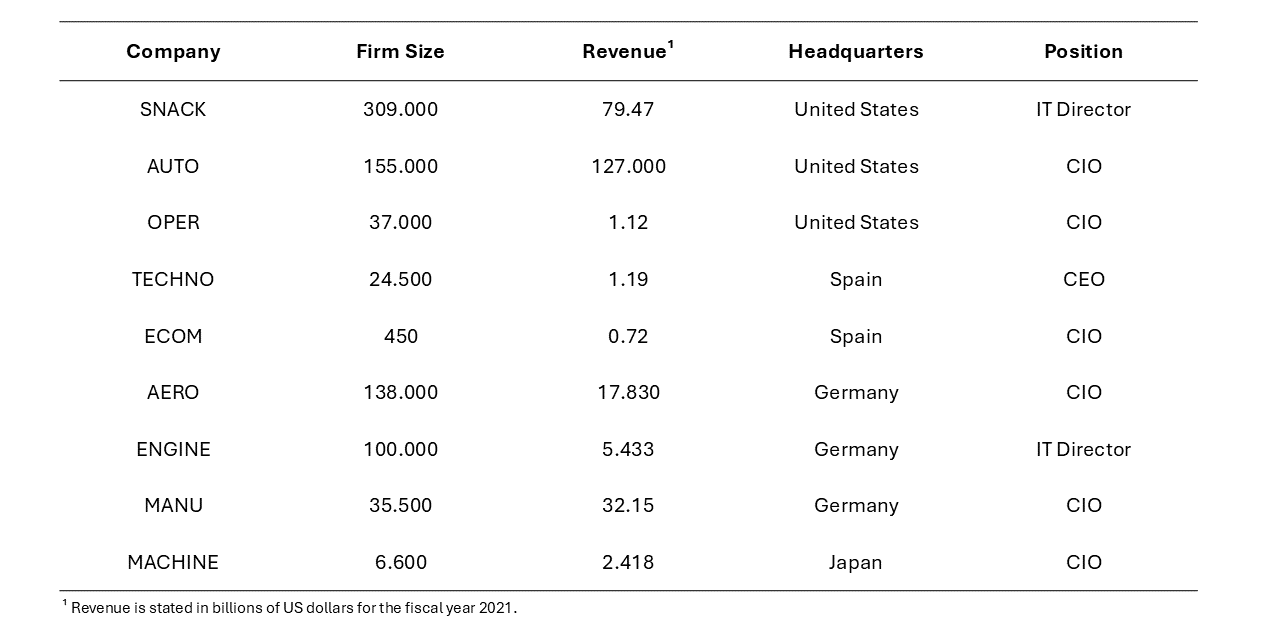 Company Firm Size Revenue¹ Headquarters Position
SNACK 309.000 79.47 United States IT Director
AUTO 155.000 127.000 United States CIO
OPER 37.000 1.12 United States CIO
TECHNO 24.500 1.19 Spain CEO
ECOM 450 0.72 Spain CIO
AERO 138.000 17.830 Germany CIO
ENGINE 100.000 5.433 Germany IT Director
MANU 35.500 32.15 Germany CIO
MACHINE 6.600 2.418 Japan CIO
¹ Revenue is stated in billions of US dollars for the fiscal year 2021.